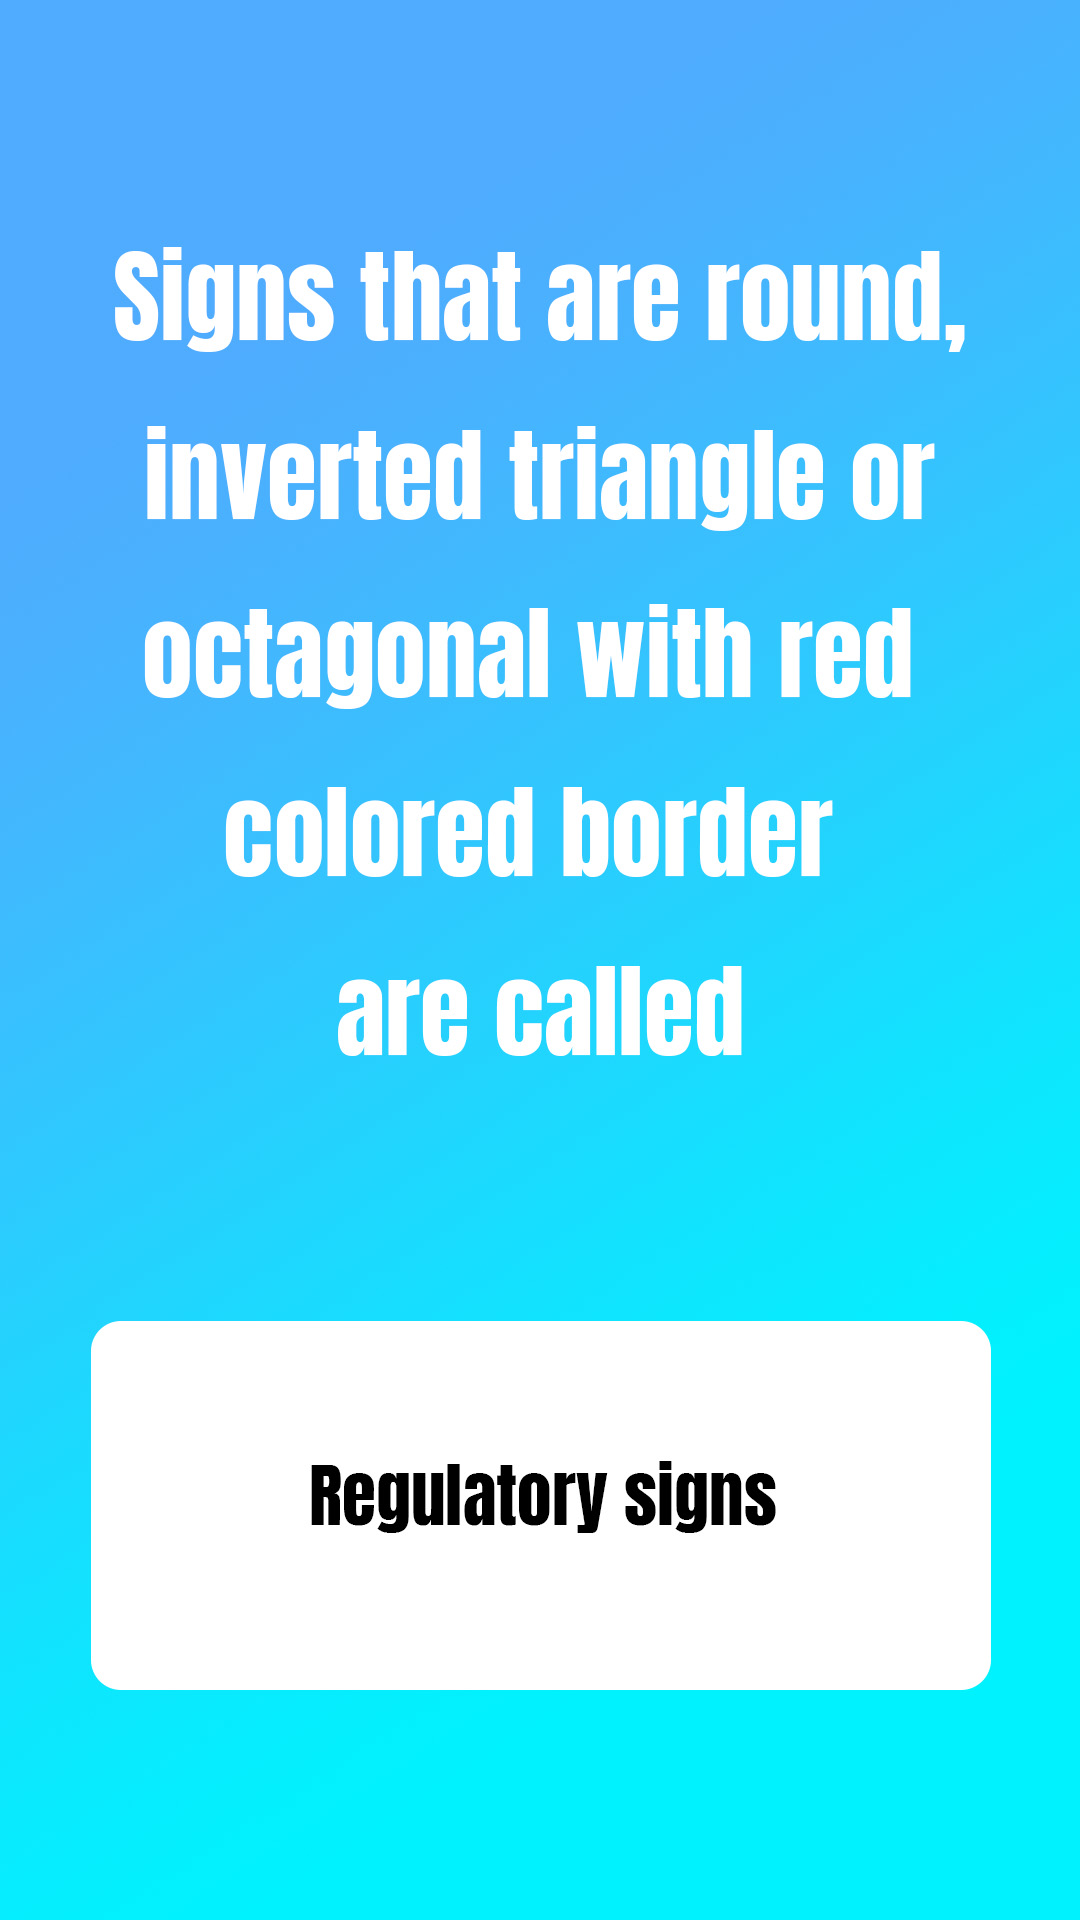 Signs that are round,
inverted triangle or
octagonal with red
colored border
are called
Regulatory signs